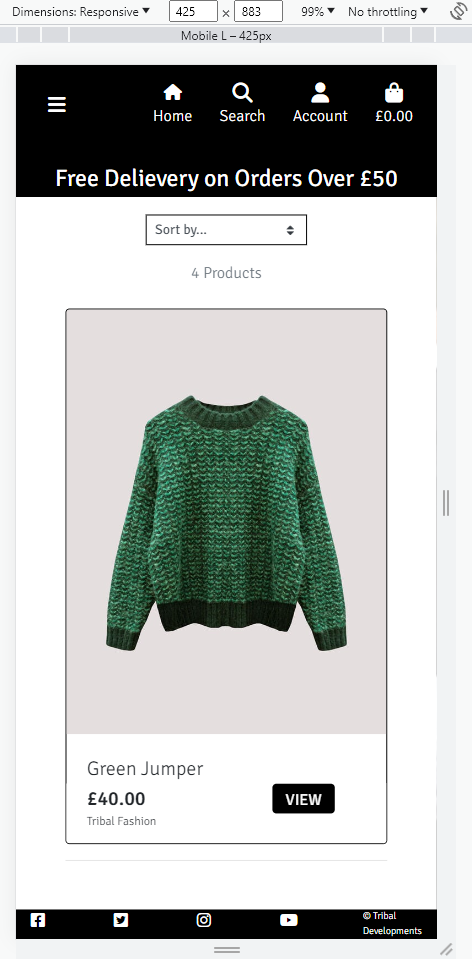 Dimensions: Responsive 425 × 883 99% No throttling
Mobile L – 425px
Home Search Account £0.00
Free Delievery on Orders Over £50
Sort by...
4 Products
Green Jumper
£40.00
VIEW
Tribal Fashion
© Tribal
Developments